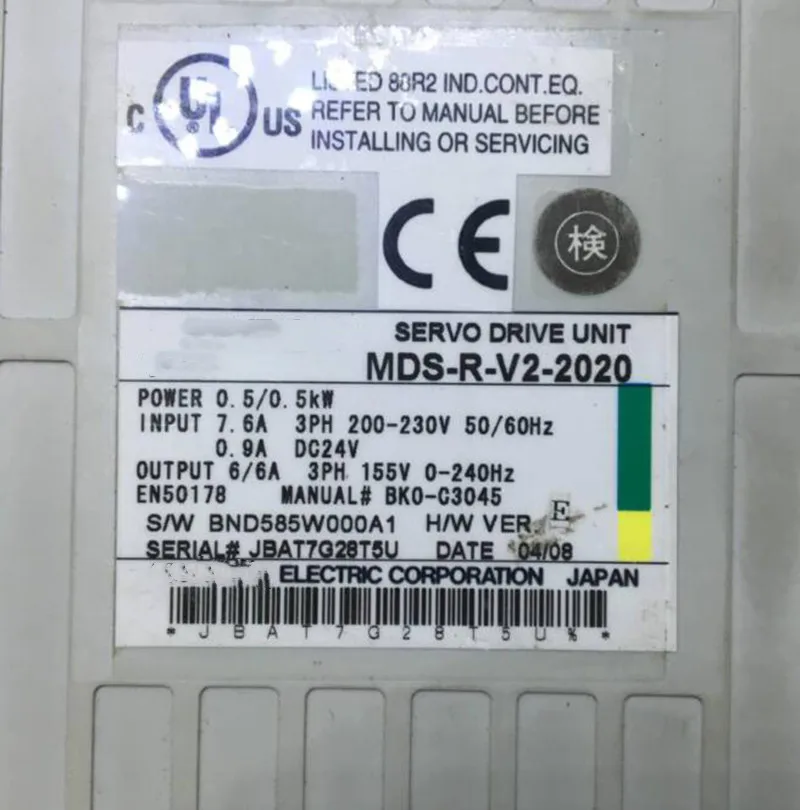 C UL US
LISTED 88R2 IND.CONT.EQ.
REFER TO MANUAL BEFORE
INSTALLING OR SERVICING
CE
検
SERVO DRIVE UNIT
MDS-R-V2-2020
POWER 0.5/0.5kW
INPUT 7.6A 3PH 200-230V 50/60Hz
0.9A DC24V
OUTPUT 6/6A 3PH 155V 0-240Hz
EN50178 MANUAL# BK0-C3045
S/W BND585W000A1 H/W VER. E
SERIAL# JBAT7G28T5U DATE 04/08
ELECTRIC CORPORATION JAPAN
* J B A T 7 G 2 8 T 5 U % *